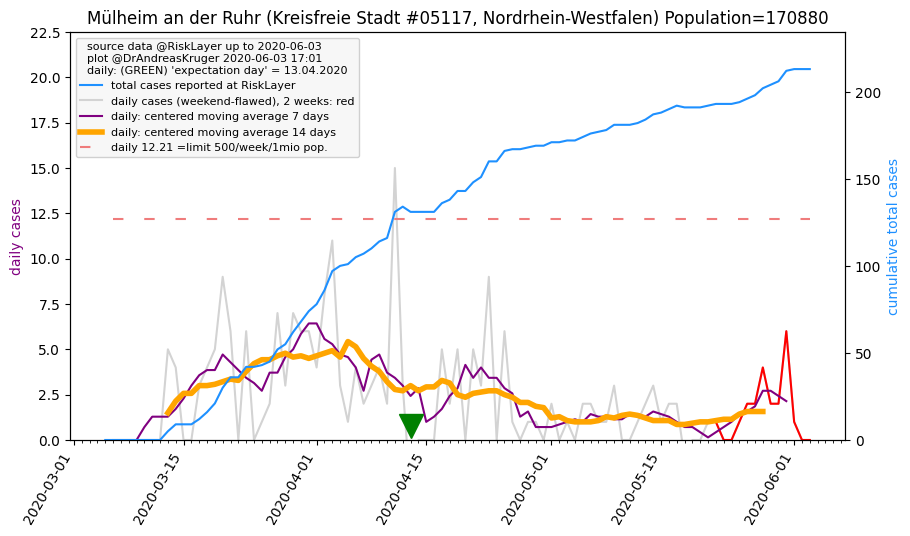 Mülheim an der Ruhr (Kreisfreie Stadt #05117, Nordrhein-Westfalen) Population=170880
source data @RiskLayer up to 2020-06-03
plot @DrAndreasKruger 2020-06-03 17:01
daily: (GREEN) 'expectation day' = 13.04.2020
total cases reported at RiskLayer
daily cases (weekend-flawed), 2 weeks: red
daily: centered moving average 7 days
daily: centered moving average 14 days
daily 12.21 =limit 500/week/1mio pop.
daily cases
22.5
20.0
17.5
15.0
12.5
10.0
7.5
5.0
2.5
0.0
cumulative total cases
200
150
100
50
0
2020-03-01
2020-03-15
2020-04-01
2020-04-15
2020-05-01
2020-05-15
2020-06-01